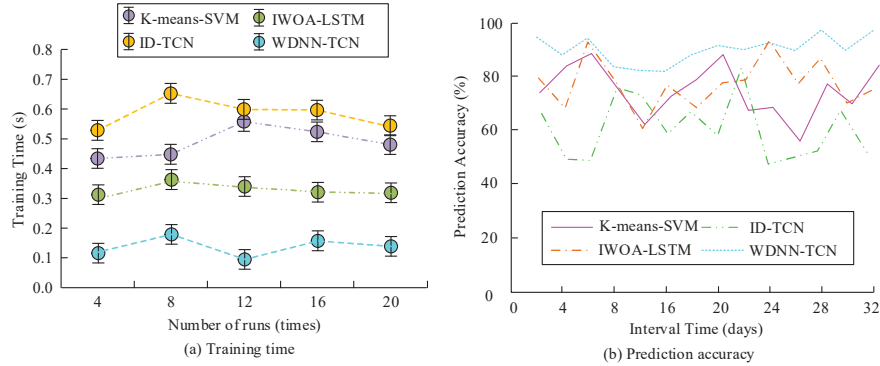 K-means-SVM
IWOA-LSTM
ID-TCN
WDNN-TCN
0.8
0.7
0.6
0.5
0.4
0.3
0.2
0.1
0.0
Training Time (s)
4 8 12 16 20
Number of runs (times)
(a) Training time
100
80
60
80
20
0
Prediction Accuracy (%)
K-means-SVM
ID-TCN
IWOA-LSTM
WDNN-TCN
0 4 8 12 16 20 22 24 28 32
Interval Time (days)
(b) Prediction accuracy